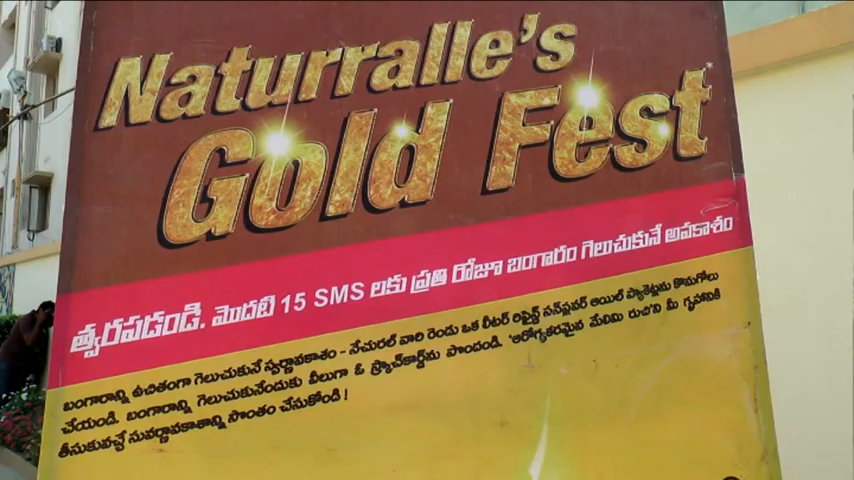 Naturralle's
Gold Fest*
త్వరపడండి. మొదటి 15 SMS లకు ప్రతి రోజూ బంగారం గెలుచుకునే అవకాశం
బంగారాన్ని ఉచితంగా గెలుచుకునే స్వర్ణావకాశం - నేచురల్ వారి రెండు ఒక లీటర్ రిఫైన్డ్ సన్‌ఫ్లవర్ ఆయిల్ ప్యాకెట్లను కొనుగోలు
చేయండి. బంగారాన్ని గెలుచుకునేందుకు వీలుగా ఓ స్క్రాచ్‌కార్డ్‌ను పొందండి. 'ఆరోగ్యకరమైన మేలిమి రుచి'ని మీ గృహానికి
తీసుకువచ్చే సువర్ణావకాశాన్ని సొంతం చేసుకోండి !